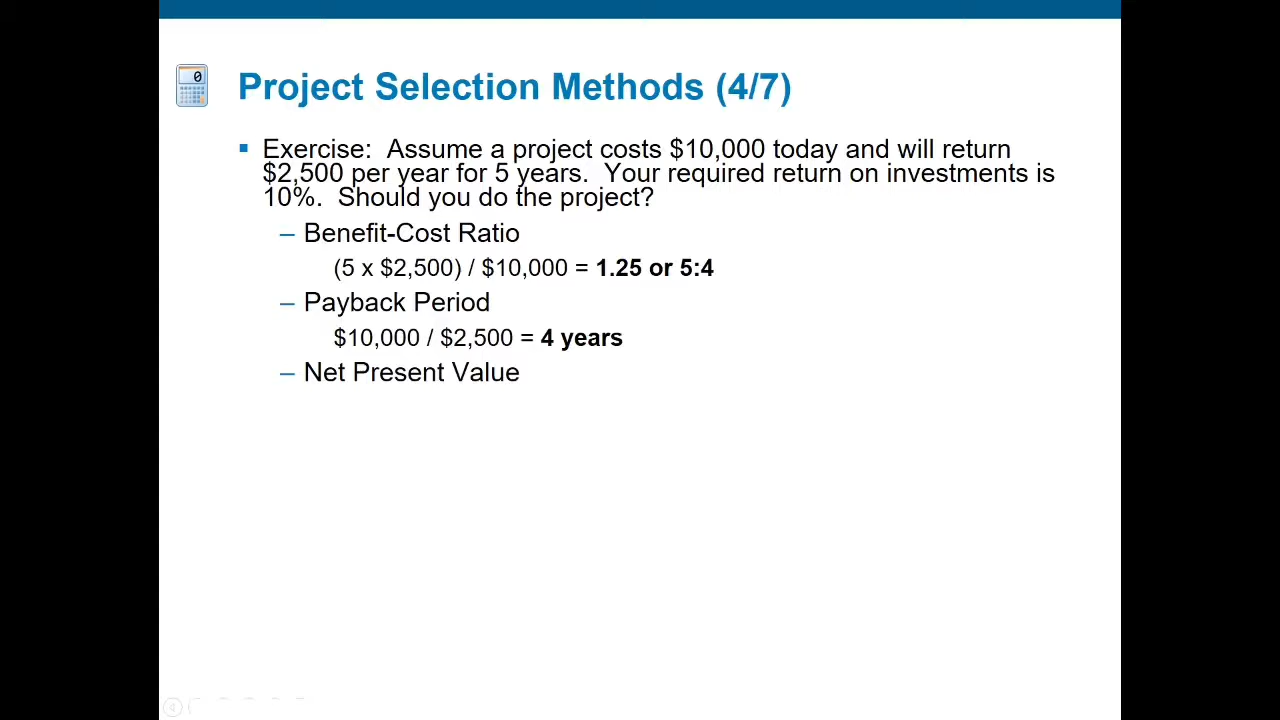 0
Project Selection Methods (4/7)
▪ Exercise: Assume a project costs $10,000 today and will return
$2,500 per year for 5 years. Your required return on investments is
10%. Should you do the project?
– Benefit-Cost Ratio
(5 x $2,500) / $10,000 = 1.25 or 5:4
– Payback Period
$10,000 / $2,500 = 4 years
– Net Present Value